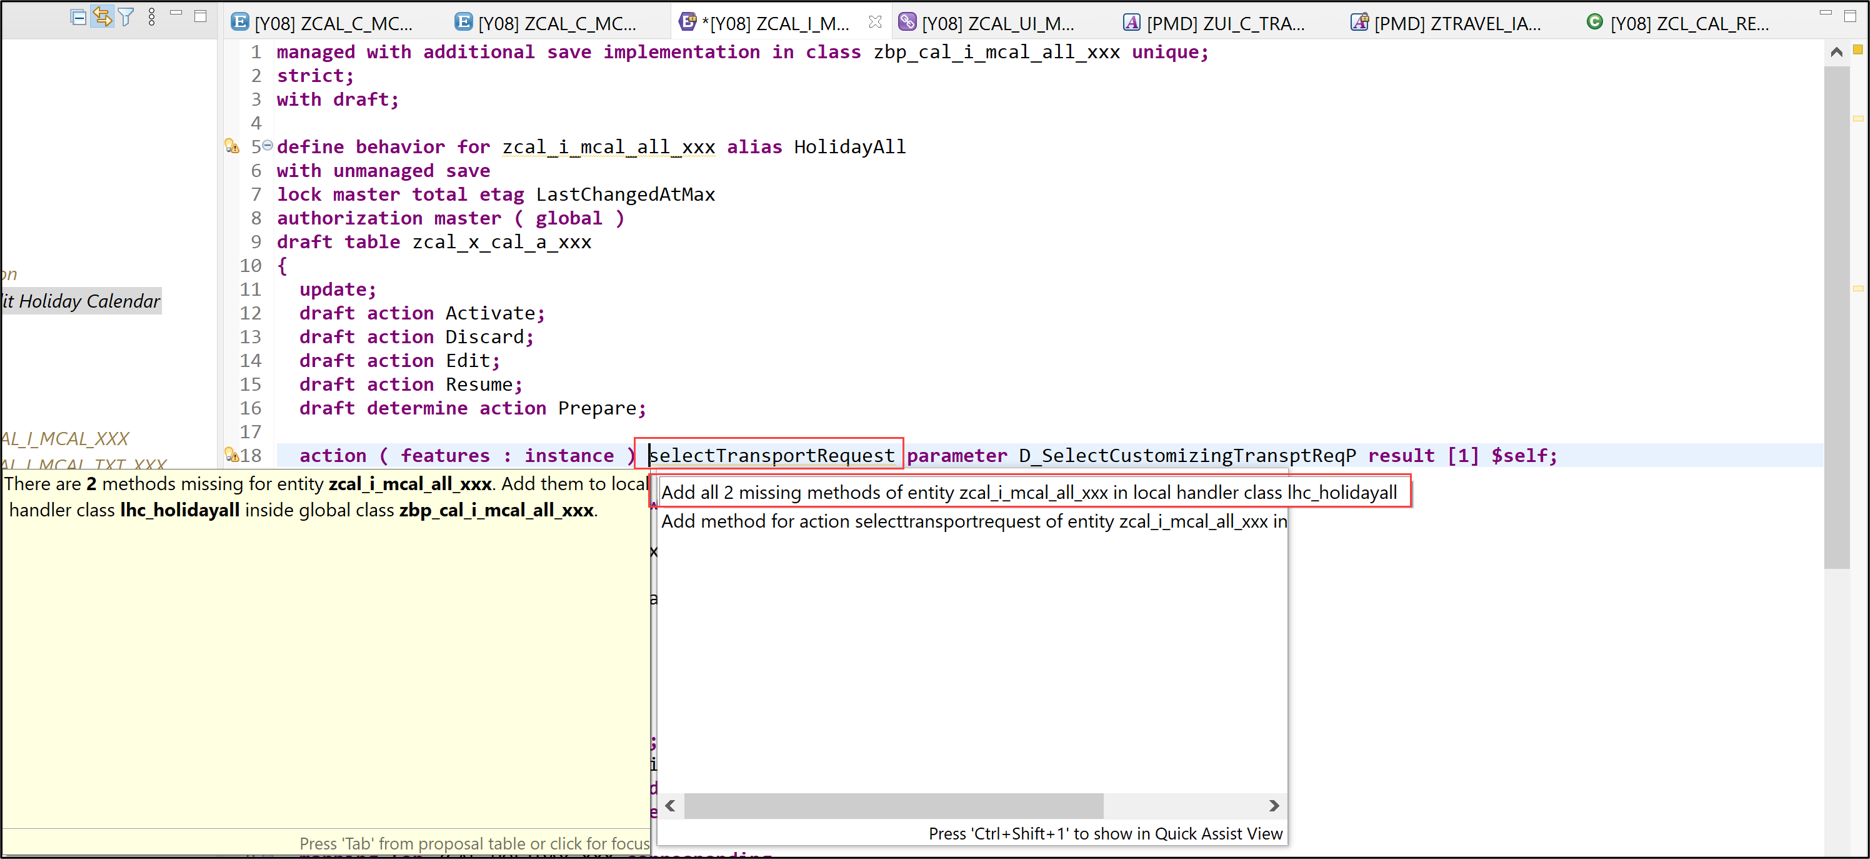 [Y08] ZCAL_C_MC... [Y08] ZCAL_C_MC... *[Y08] ZCAL_I_M... [Y08] ZCAL_UI_M... [PMD] ZUI_C_TRA... [PMD] ZTRAVEL_IA... [Y08] ZCL_CAL_RE...
1 managed with additional save implementation in class zbp_cal_i_mcal_all_xxx unique;
2 strict;
3 with draft;
4
5 define behavior for zcal_i_mcal_all_xxx alias HolidayAll
6 with unmanaged save
7 lock master total etag LastChangedAtMax
8 authorization master ( global )
9 draft table zcal_x_cal_a_xxx
10 {
11 update;
12 draft action Activate;
13 draft action Discard;
14 draft action Edit;
15 draft action Resume;
16 draft determine action Prepare;
17
18 action ( features : instance ) selectTransportRequest parameter D_SelectCustomizingTransptReqP result [1] $self;
on
it Holiday Calendar
AL_I_MCAL_XXX
AL_I_MCAL_TXT_XXX
There are 2 methods missing for entity zcal_i_mcal_all_xxx. Add them to local
handler class lhc_holidayall inside global class zbp_cal_i_mcal_all_xxx.
Press 'Tab' from proposal table or click for focus
Add all 2 missing methods of entity zcal_i_mcal_all_xxx in local handler class lhc_holidayall
Add method for action selecttransportrequest of entity zcal_i_mcal_all_xxx in
x
a
;
i
d
e
Press 'Ctrl+Shift+1' to show in Quick Assist View